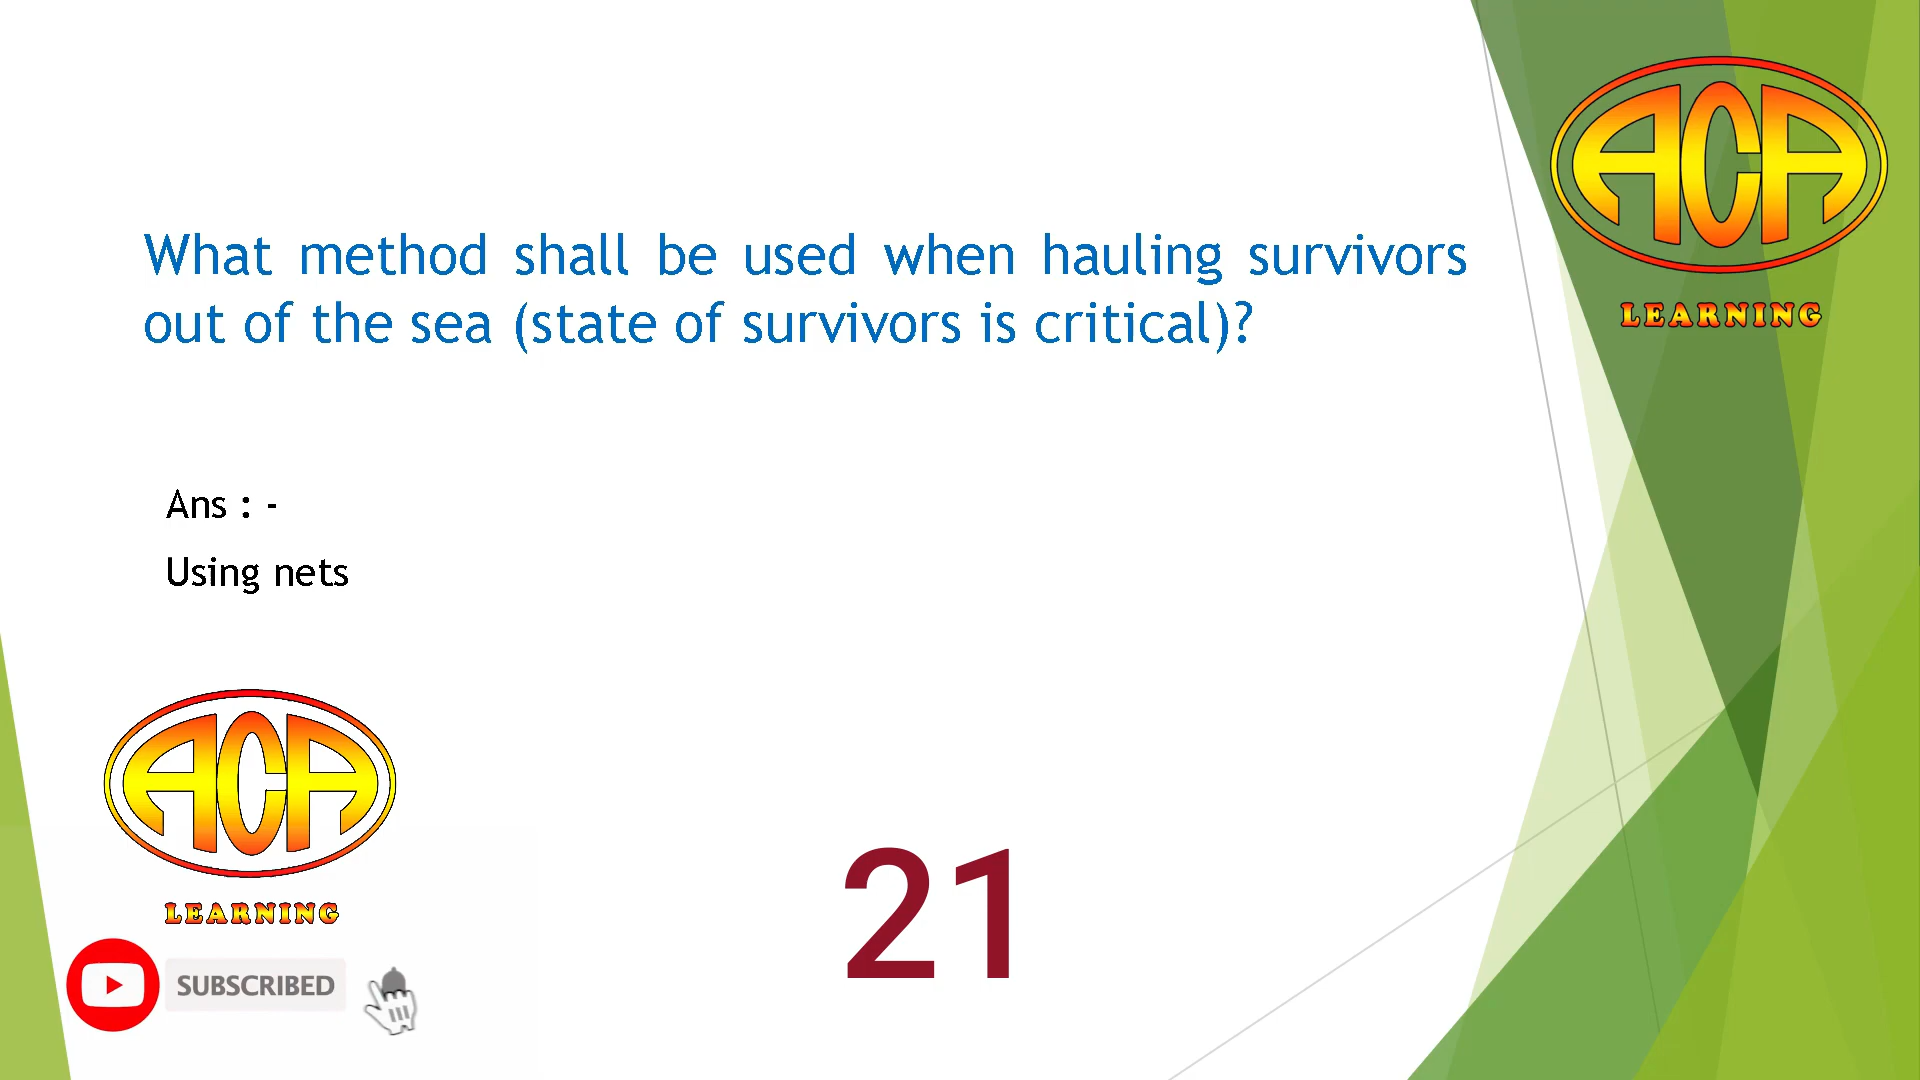 ACA
LEARNING
What method shall be used when hauling survivors
out of the sea (state of survivors is critical)?
Ans : -
Using nets
ACA
LEARNING
SUBSCRIBED
21